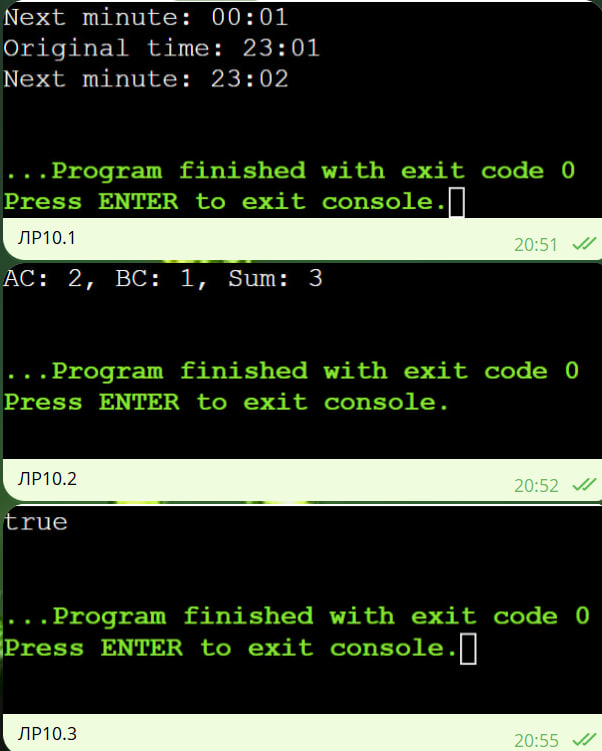 Next minute: 00:01
Original time: 23:01
Next minute: 23:02
...Program finished with exit code 0
Press ENTER to exit console.
ЛР10.1
20:51
AC: 2, BC: 1, Sum: 3
...Program finished with exit code 0
Press ENTER to exit console.
ЛР10.2
20:52
true
...Program finished with exit code 0
Press ENTER to exit console.
ЛР10.3
20:55